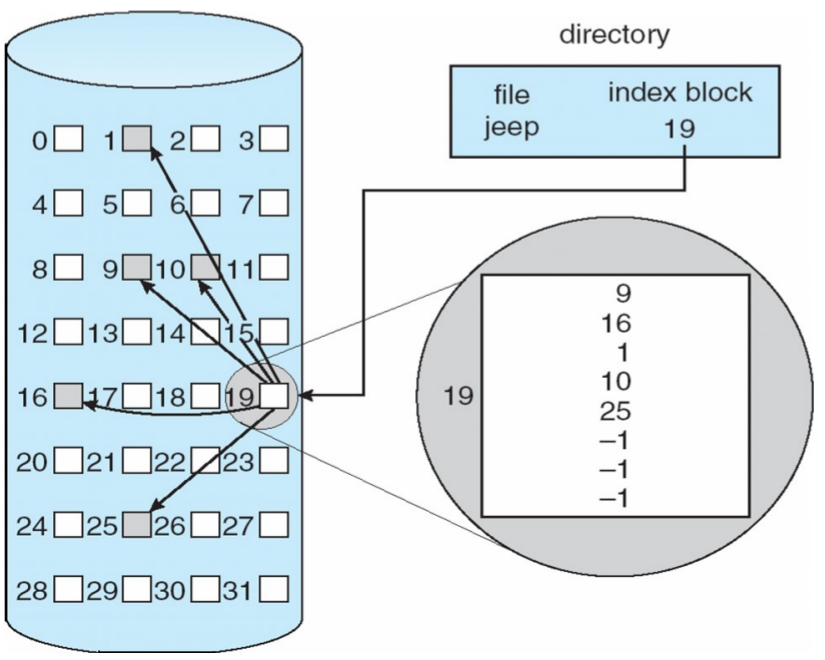 directory
file index block
jeep 19
0 1 2 3
4 5 6 7
8 9 10 11
12 13 14 15
16 17 18 19
20 21 22 23
24 25 26 27
28 29 30 31
19
9
16
1
10
25
–1
–1
–1